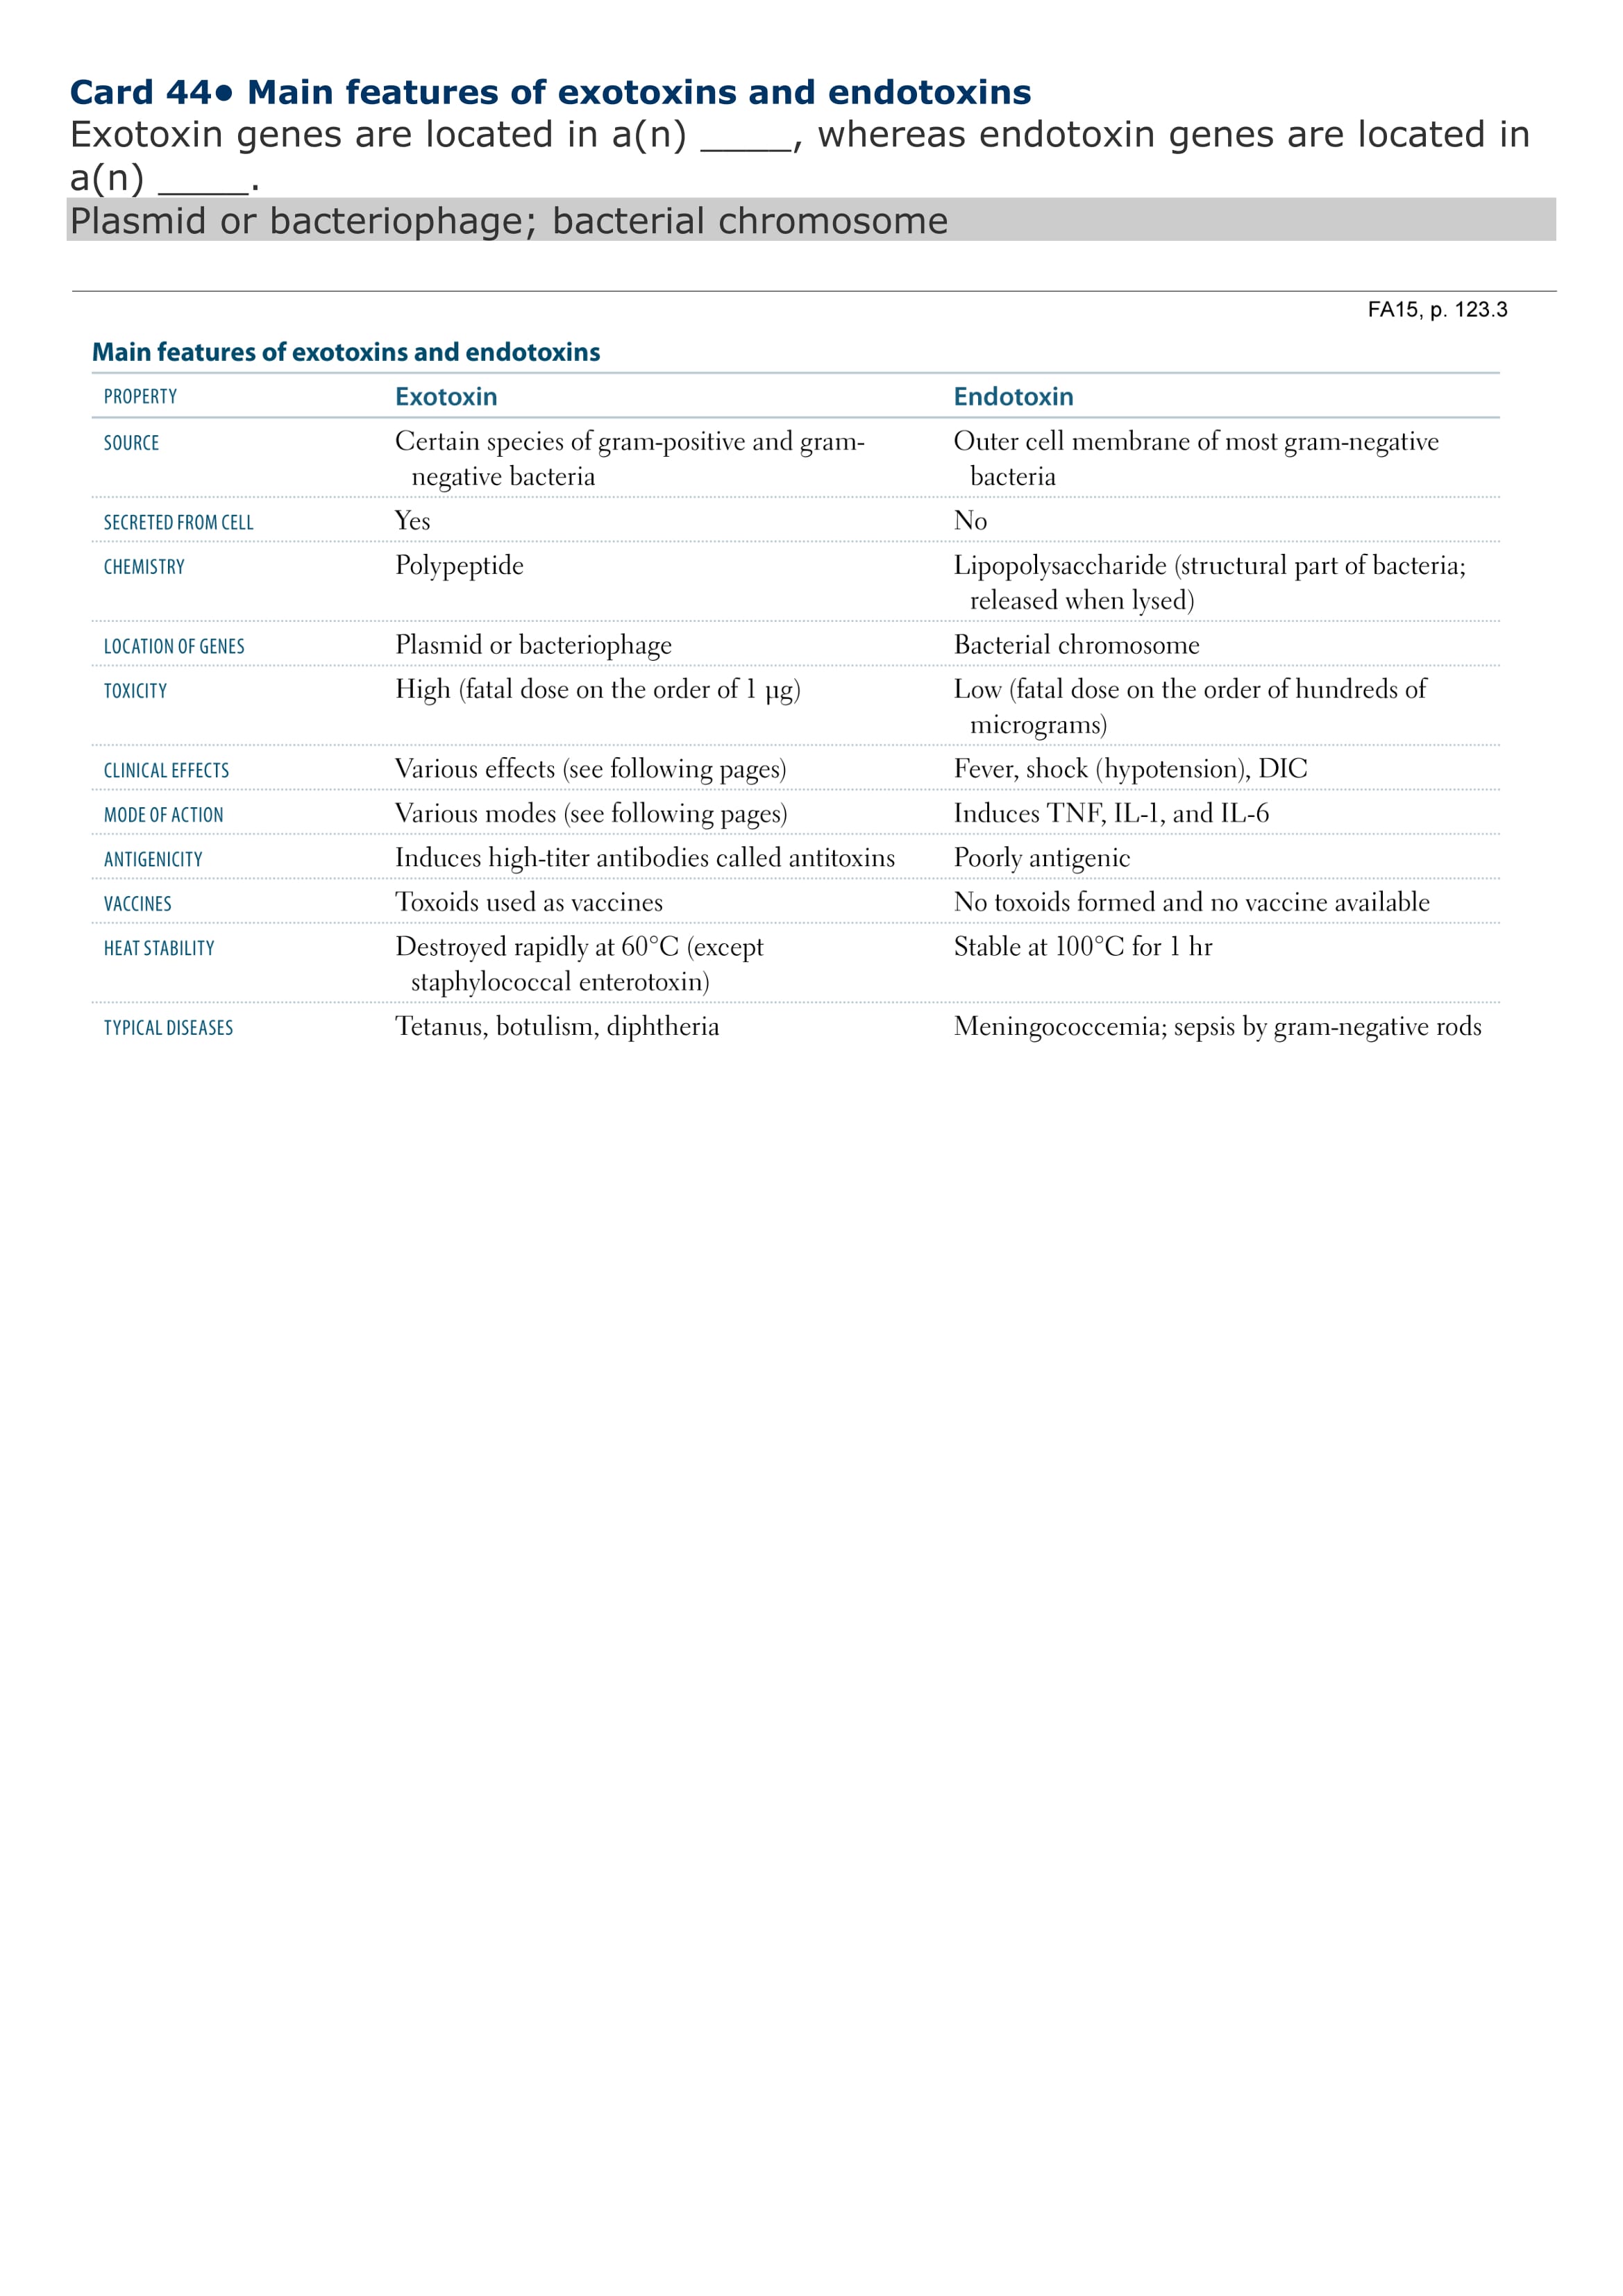 Card 44● Main features of exotoxins and endotoxins
Exotoxin genes are located in a(n) ____, whereas endotoxin genes are located in
a(n) ____.
Plasmid or bacteriophage; bacterial chromosome
FA15, p. 123.3
Main features of exotoxins and endotoxins
PROPERTY Exotoxin Endotoxin
SOURCE Certain species of gram-positive and gram- Outer cell membrane of most gram-negative
negative bacteria bacteria
SECRETED FROM CELL Yes No
CHEMISTRY Polypeptide Lipopolysaccharide (structural part of bacteria;
released when lysed)
LOCATION OF GENES Plasmid or bacteriophage Bacterial chromosome
TOXICITY High (fatal dose on the order of 1 μg) Low (fatal dose on the order of hundreds of
micrograms)
CLINICAL EFFECTS Various effects (see following pages) Fever, shock (hypotension), DIC
MODE OF ACTION Various modes (see following pages) Induces TNF, IL-1, and IL-6
ANTIGENICITY Induces high-titer antibodies called antitoxins Poorly antigenic
VACCINES Toxoids used as vaccines No toxoids formed and no vaccine available
HEAT STABILITY Destroyed rapidly at 60°C (except Stable at 100°C for 1 hr
staphylococcal enterotoxin)
TYPICAL DISEASES Tetanus, botulism, diphtheria Meningococcemia; sepsis by gram-negative rods